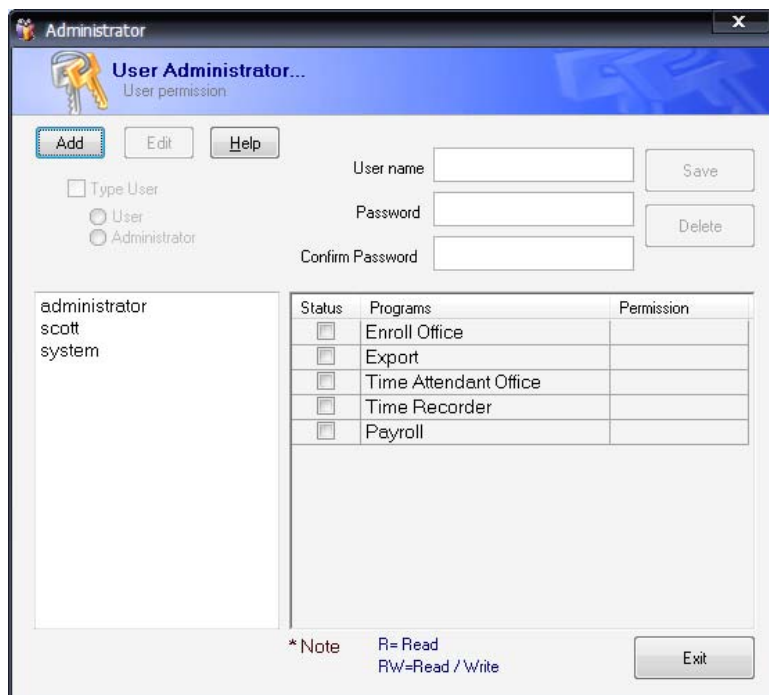 Administrator
X
User Administrator...
User permission
Add Edit Help
Type User
User
Administrator
User name
Password
Confirm Password
Save
Delete
administrator
scott
system
Status Programs Permission
Enroll Office
Export
Time Attendant Office
Time Recorder
Payroll
* Note R= Read
RW=Read / Write
Exit